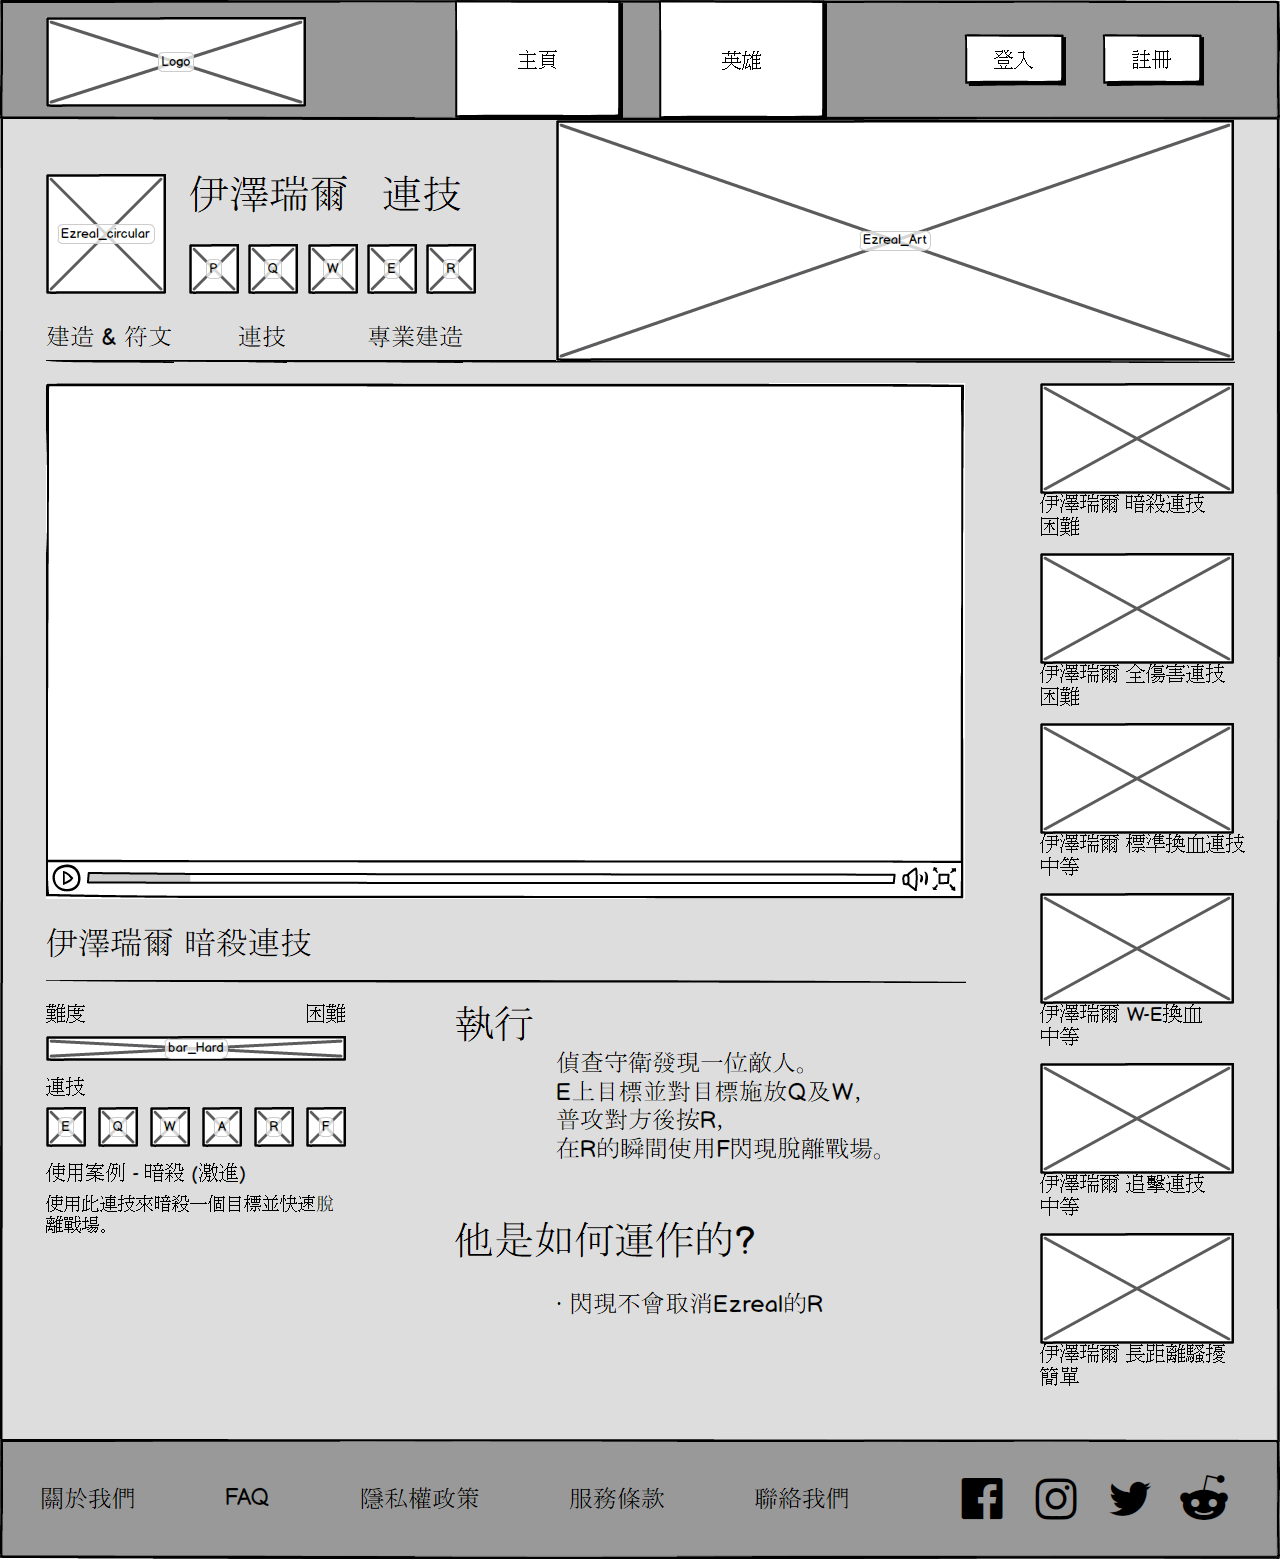 Logo
主頁
英雄
登入
註冊
Ezreal_circular
伊澤瑞爾 連技
P Q W E R
Ezreal_Art
建造 & 符文 連技 專業建造
伊澤瑞爾 暗殺連技
困難
伊澤瑞爾 全傷害連技
困難
伊澤瑞爾 標準換血連技
中等
伊澤瑞爾 W-E換血
中等
伊澤瑞爾 追擊連技
中等
伊澤瑞爾 長距離騷擾
簡單
伊澤瑞爾 暗殺連技
難度 困難
bar_Hard
連技
E Q W A R F
使用案例 - 暗殺 (激進)
使用此連技來暗殺一個目標並快速脫
離戰場。
執行
偵查守衛發現一位敵人。
E上目標並對目標施放Q及W,
普攻對方後按R,
在R的瞬間使用F閃現脫離戰場。
他是如何運作的?
· 閃現不會取消Ezreal的R
關於我們 FAQ 隱私權政策 服務條款 聯絡我們